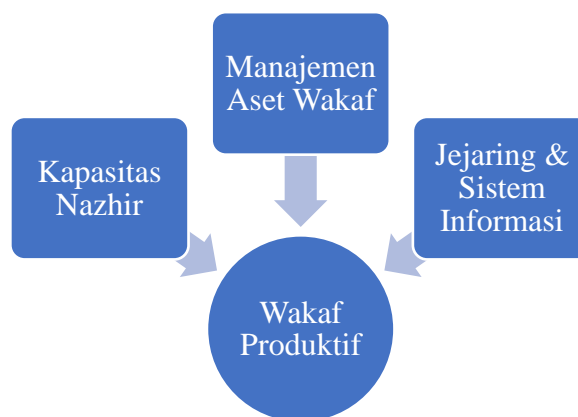 Manajemen
Aset Wakaf
Kapasitas
Nazhir
Jejaring &
Sistem
Informasi
Wakaf
Produktif